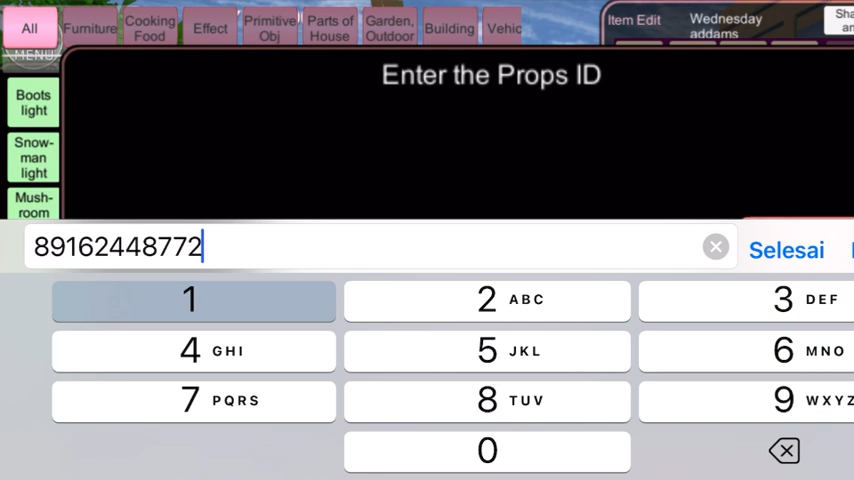 All
Furniture
Cooking
Food
Effect
Primitive
Obj
Parts of
House
Garden,
Outdoor
Building
Vehic
Item Edit
Wednesday
addams
Sha
an
MENU
Enter the Props ID
Boots
light
Snow-
man
light
Mush-
room
89162448772
Selesai
1
2 ABC
3 DEF
4 GHI
5 JKL
6 MNO
7 PQRS
8 TUV
9 WXYZ
0